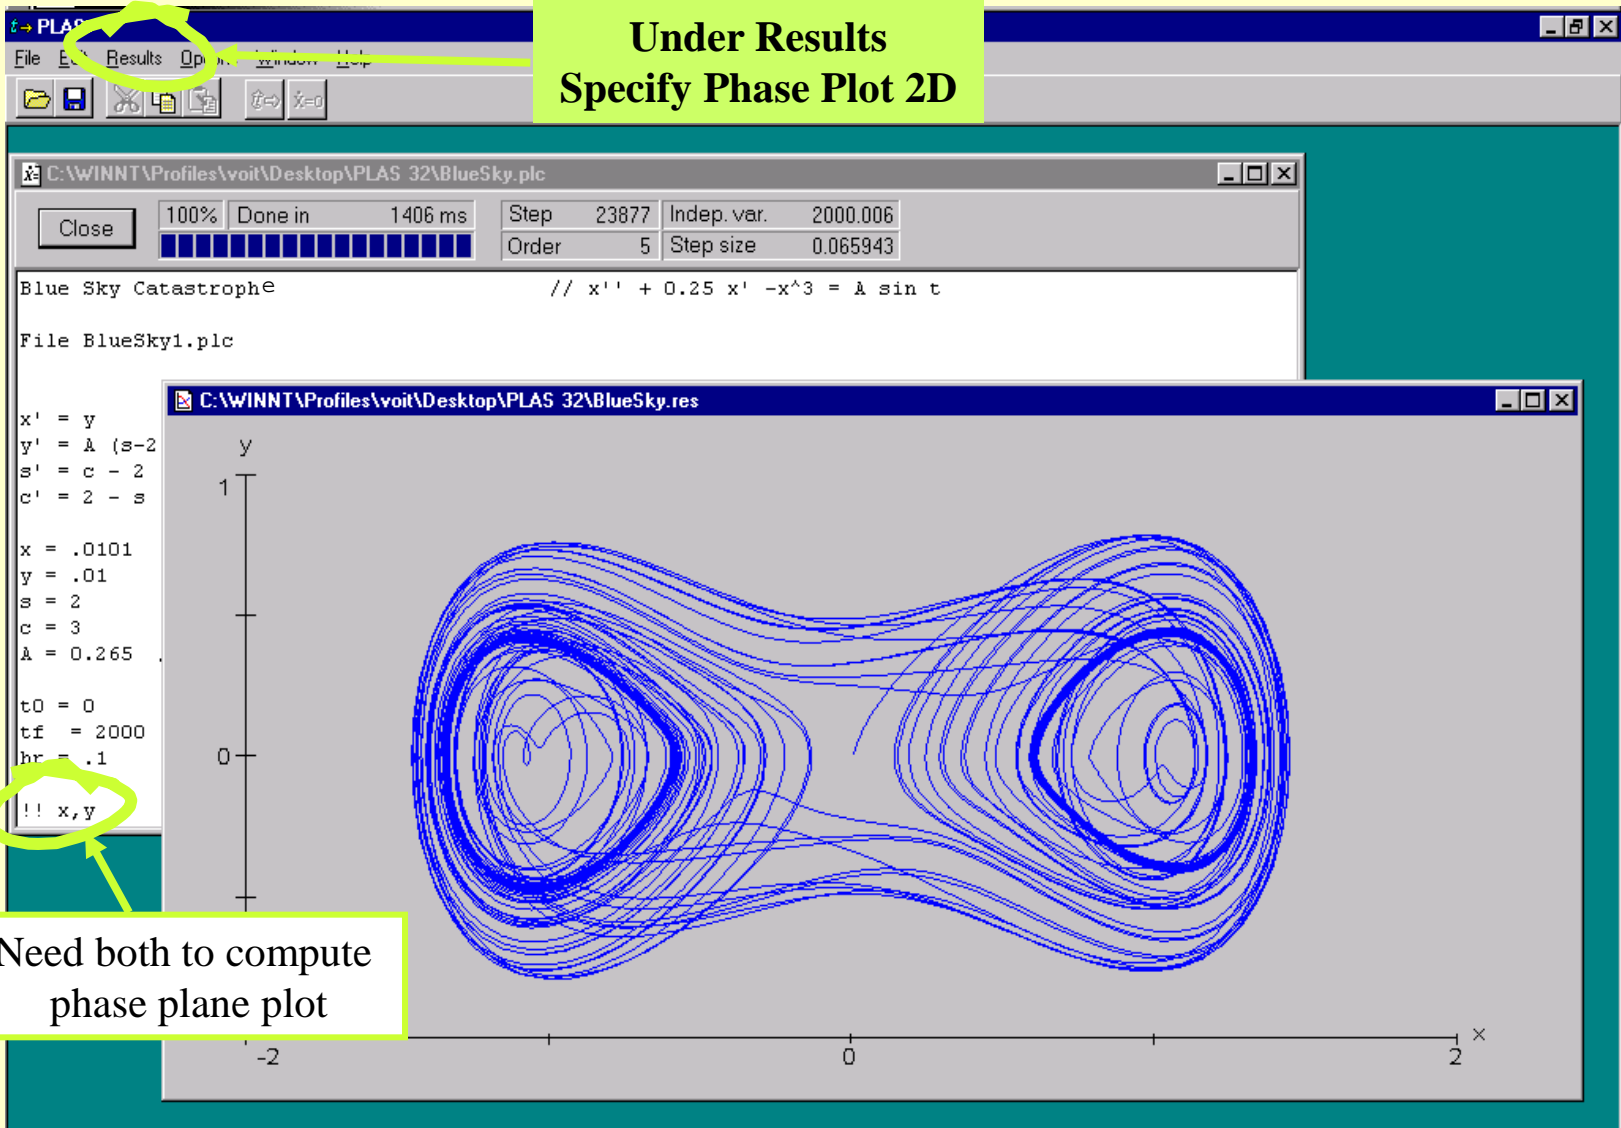 Under Results
Specify Phase Plot 2D
File Results Help
C:\WINNT\Profiles\voit\Desktop\PLAS 32\BlueSky.plc
Close 100% Done in 1406 ms Step 23877 Indep. var. 2000.006
Order 5 Step size 0.065943
Blue Sky Catastrophe // x'' + 0.25 x' -x^3 = A sin t
File BlueSky1.plc
C:\WINNT\Profiles\voit\Desktop\PLAS 32\BlueSky.res
x' = y
y' = A (s-2
s' = c - 2
c' = 2 - s
x = .0101
y = .01
s = 2
c = 3
A = 0.265
t0 = 0
tf = 2000
hr = .1
!! x,y
y
1
0
-2 0 2 x
Need both to compute
phase plane plot